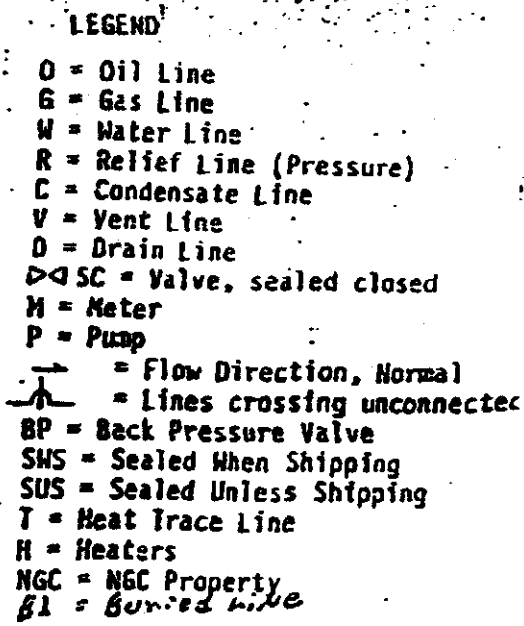 LEGEND
O = Oil Line
G = Gas Line
W = Water Line
R = Relief Line (Pressure)
C = Condensate Line
V = Vent Line
D = Drain Line
SC = Valve, sealed closed
M = Meter
P = Pump
→ = Flow Direction, Normal
= Lines crossing unconnected
BP = Back Pressure Valve
SWS = Sealed When Shipping
SUS = Sealed Unless Shipping
T = Heat Trace Line
H = Heaters
NGC = NGC Property
Bl = Buried Line